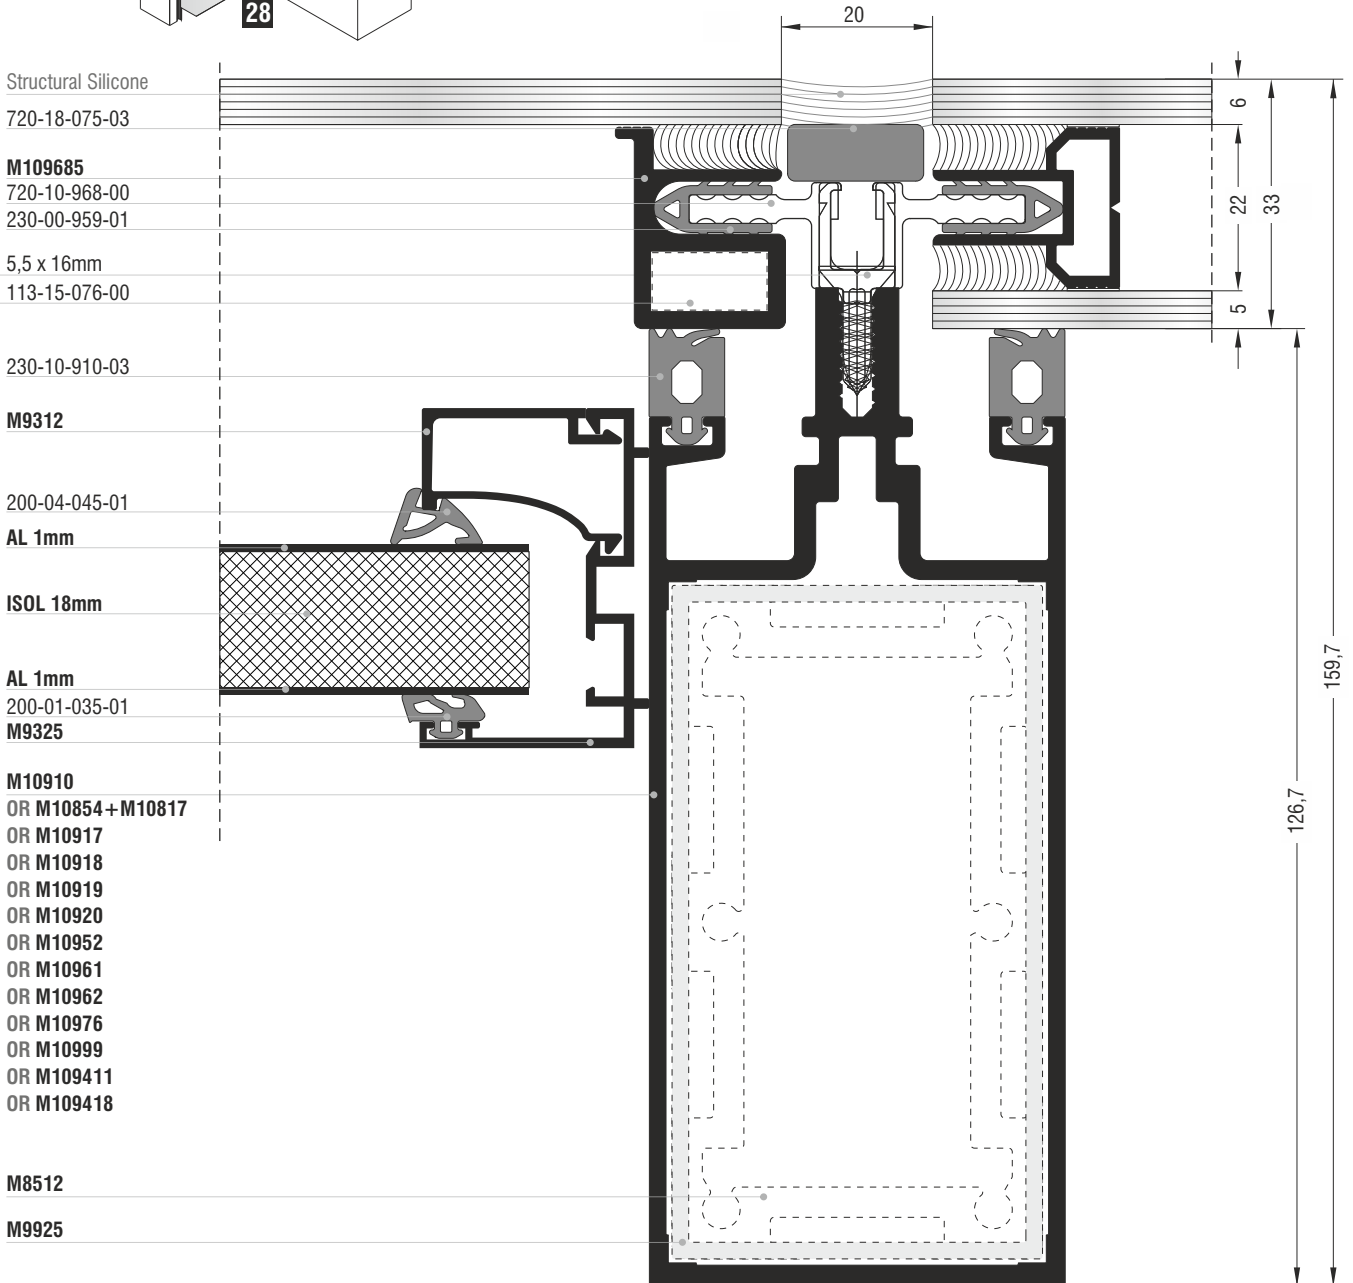 28
20
Structural Silicone
720-18-075-03
M109685
720-10-968-00
230-00-959-01
5,5 x 16mm
113-15-076-00
230-10-910-03
M9312
200-04-045-01
AL 1mm
ISOL 18mm
AL 1mm
200-01-035-01
M9325
M10910
OR M10854+M10817
OR M10917
OR M10918
OR M10919
OR M10920
OR M10952
OR M10961
OR M10962
OR M10976
OR M10999
OR M109411
OR M109418
M8512
M9925
6
22
33
5
159,7
126,7